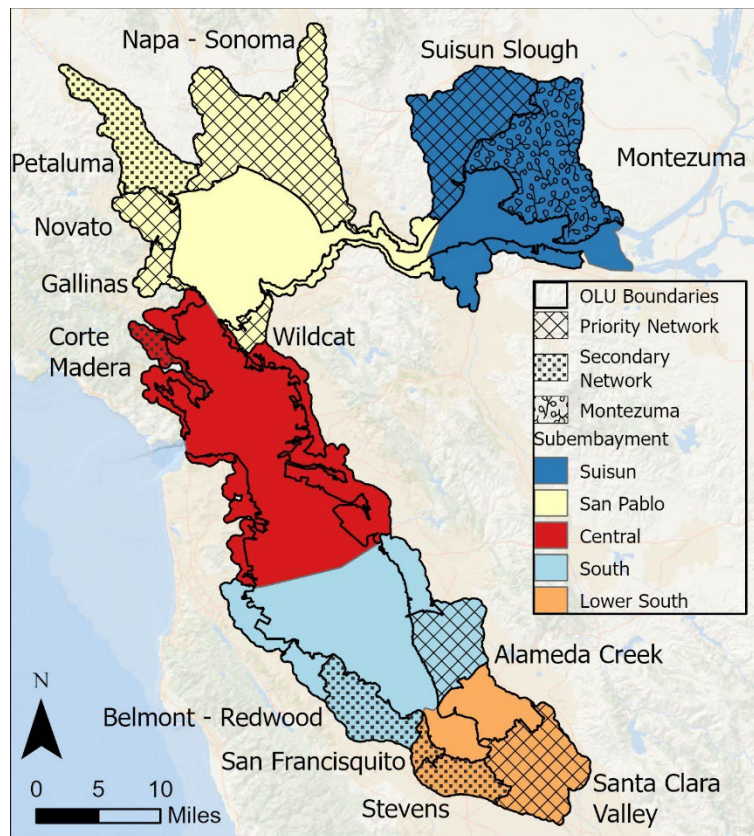 Napa - Sonoma
Suisun Slough
Petaluma
Montezuma
Novato
Gallinas
Corte
Madera
Wildcat
OLU Boundaries
Priority Network
Secondary
Network
Montezuma
Subembayment
Suisun
San Pablo
Central
South
Lower South
Alameda Creek
Belmont - Redwood
San Francisquito
Stevens
Santa Clara
Valley
N
0 5 10
Miles